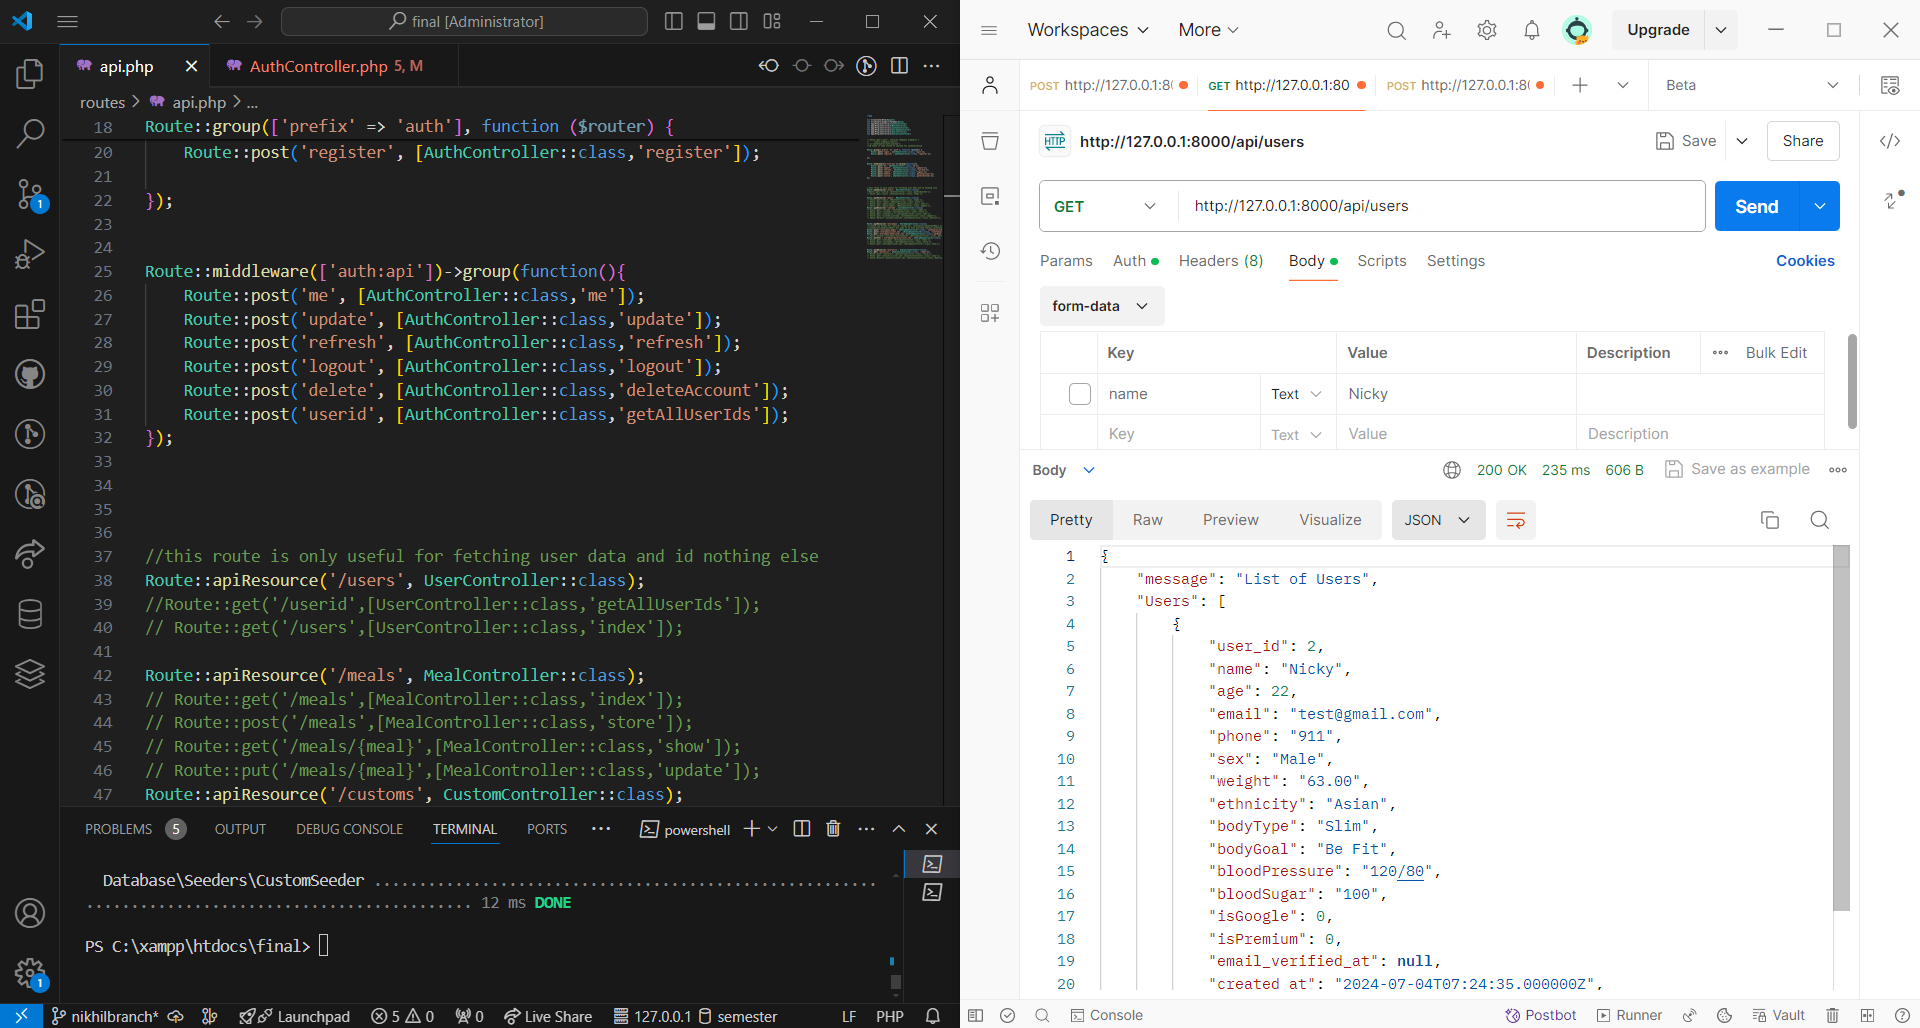 final [Administrator]
api.php
AuthController.php 5, M
routes > api.php > ...
18 Route::group(['prefix' => 'auth'], function ($router) {
20 Route::post('register', [AuthController::class,'register']);
21
22 });
23
24
25 Route::middleware(['auth:api'])->group(function(){
26 Route::post('me', [AuthController::class,'me']);
27 Route::post('update', [AuthController::class,'update']);
28 Route::post('refresh', [AuthController::class,'refresh']);
29 Route::post('logout', [AuthController::class,'logout']);
30 Route::post('delete', [AuthController::class,'deleteAccount']);
31 Route::post('userid', [AuthController::class,'getAllUserIds']);
32 });
33
34
35
36
37 //this route is only useful for fetching user data and id nothing else
38 Route::apiResource('/users', UserController::class);
39 //Route::get('/userid',[UserController::class,'getAllUserIds']);
40 // Route::get('/users',[UserController::class,'index']);
41
42 Route::apiResource('/meals', MealController::class);
43 // Route::get('/meals',[MealController::class,'index']);
44 // Route::post('/meals',[MealController::class,'store']);
45 // Route::get('/meals/{meal}',[MealController::class,'show']);
46 // Route::put('/meals/{meal}',[MealController::class,'update']);
47 Route::apiResource('/customs', CustomController::class);
PROBLEMS 5 OUTPUT DEBUG CONSOLE TERMINAL PORTS ... powershell
Database\Seeders\CustomSeeder ........................................................
........................................... 12 ms DONE
PS C:\xampp\htdocs\final>
1
1
nikhilbranch* Launchpad 5 0 0 Live Share 127.0.0.1 semester LF PHP
Workspaces More Upgrade
POST http://127.0.0.1:8( GET http://127.0.0.1:80 POST http://127.0.0.1:8( Beta
HTTP http://127.0.0.1:8000/api/users Save Share
GET http://127.0.0.1:8000/api/users Send
Params Auth Headers (8) Body Scripts Settings Cookies
form-data
Key Value Description Bulk Edit
name Text Nicky
Key Text Value Description
Body 200 OK 235 ms 606 B Save as example
Pretty Raw Preview Visualize JSON
1 {
2 "message": "List of Users",
3 "Users": [
4 {
5 "user_id": 2,
6 "name": "Nicky",
7 "age": 22,
8 "email": "test@gmail.com",
9 "phone": "911",
10 "sex": "Male",
11 "weight": "63.00",
12 "ethnicity": "Asian",
13 "bodyType": "Slim",
14 "bodyGoal": "Be Fit",
15 "bloodPressure": "120/80",
16 "bloodSugar": "100",
17 "isGoogle": 0,
18 "isPremium": 0,
19 "email_verified_at": null,
20 "created_at": "2024-07-04T07:24:35.000000Z",
Console Postbot Runner Vault